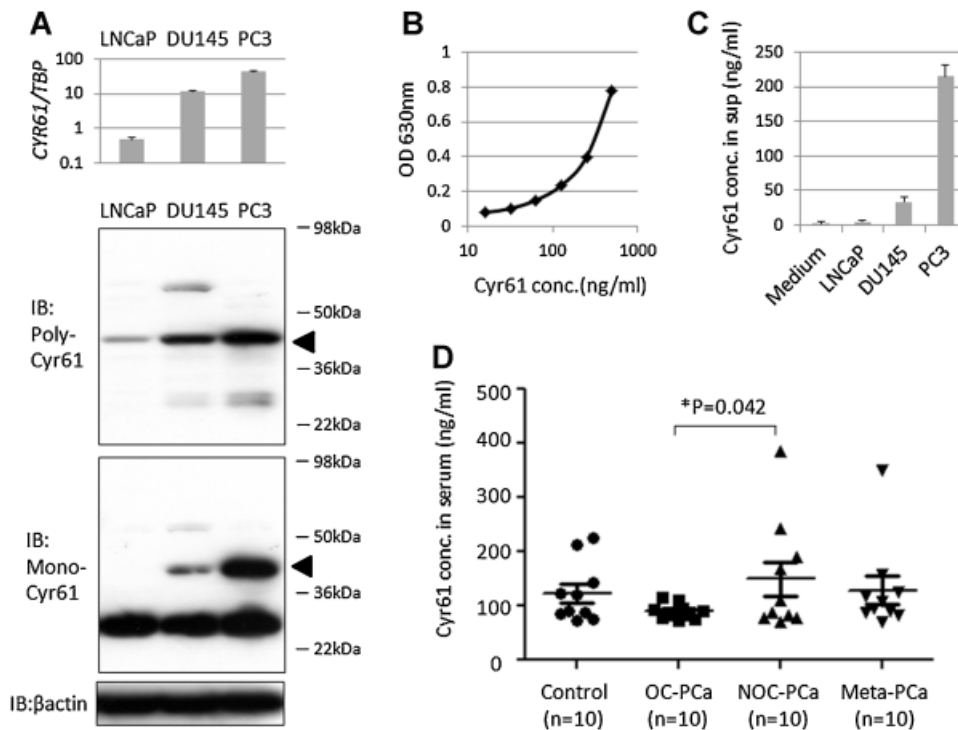 A
LNCaP DU145 PC3
CYR61/TBP
100
10
1
0.1
LNCaP DU145 PC3
98kDa
50kDa
36kDa
22kDa
IB:
Poly-
Cyr61
98kDa
50kDa
36kDa
22kDa
IB:
Mono-
Cyr61
IB:βactin
B
OD 630nm
1
0.8
0.6
0.4
0.2
0
10 100 1000
Cyr61 conc.(ng/ml)
C
Cyr61 conc. in sup (ng/ml)
250
200
150
100
50
0
Medium
LNCaP
DU145
PC3
D
Cyr61 conc. in serum (ng/ml)
500
400
300
200
100
0
*P=0.042
Control OC-PCa NOC-PCa Meta-PCa
(n=10) (n=10) (n=10) (n=10)